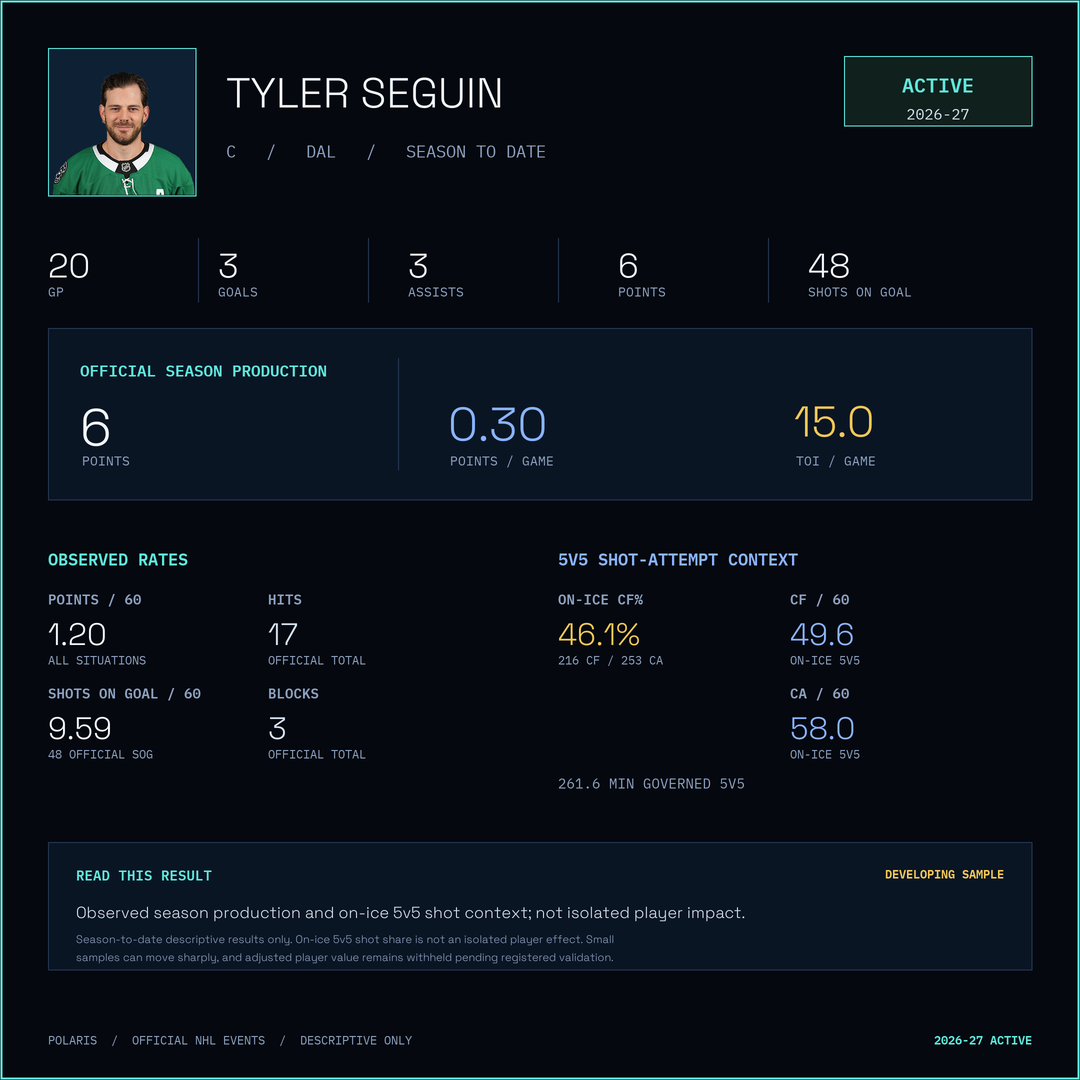 TYLER SEGUIN
C / DAL / SEASON TO DATE
ACTIVE
2026-27
20
GP
3
GOALS
3
ASSISTS
6
POINTS
48
SHOTS ON GOAL
OFFICIAL SEASON PRODUCTION
6
POINTS
0.30
POINTS / GAME
15.0
TOI / GAME
OBSERVED RATES
POINTS / 60
1.20
ALL SITUATIONS
HITS
17
OFFICIAL TOTAL
SHOTS ON GOAL / 60
9.59
48 OFFICIAL SOG
BLOCKS
3
OFFICIAL TOTAL
5V5 SHOT-ATTEMPT CONTEXT
ON-ICE CF%
46.1%
216 CF / 253 CA
CF / 60
49.6
ON-ICE 5V5
CA / 60
58.0
ON-ICE 5V5
261.6 MIN GOVERNED 5V5
READ THIS RESULT
DEVELOPING SAMPLE
Observed season production and on-ice 5v5 shot context; not isolated player impact.
Season-to-date descriptive results only. On-ice 5v5 shot share is not an isolated player effect. Small
samples can move sharply, and adjusted player value remains withheld pending registered validation.
POLARIS / OFFICIAL NHL EVENTS / DESCRIPTIVE ONLY
2026-27 ACTIVE